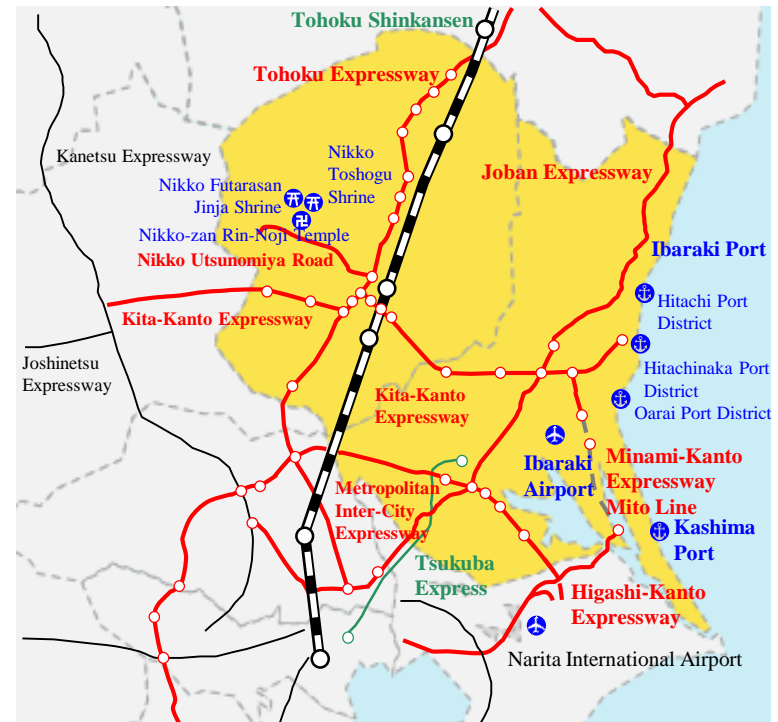 Tohoku Shinkansen
Tohoku Expressway
Kanetsu Expressway
Nikko
Toshogu
Shrine
Nikko Futarasan
Jinja Shrine
Nikko-zan Rin-Noji Temple
Nikko Utsunomiya Road
Joban Expressway
Ibaraki Port
Hitachi Port
District
Kita-Kanto Expressway
Joshinetsu
Expressway
Hitachinaka Port
District
Oarai Port District
Kita-Kanto
Expressway
Ibaraki
Airport
Minami-Kanto
Expressway
Mito Line
Metropolitan
Inter-City
Expressway
Kashima
Port
Tsukuba
Express
Higashi-Kanto
Expressway
Narita International Airport